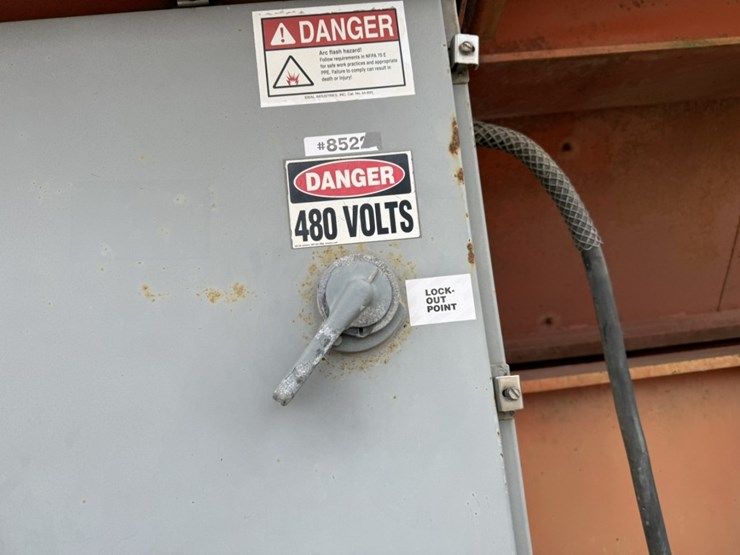 DANGER
Arc flash hazard!
Follow requirements in NFPA 70 E
for safe work practices and appropriate
PPE. Failure to comply can result in
death or injury!
#852
DANGER
480 VOLTS
LOCK-
OUT
POINT